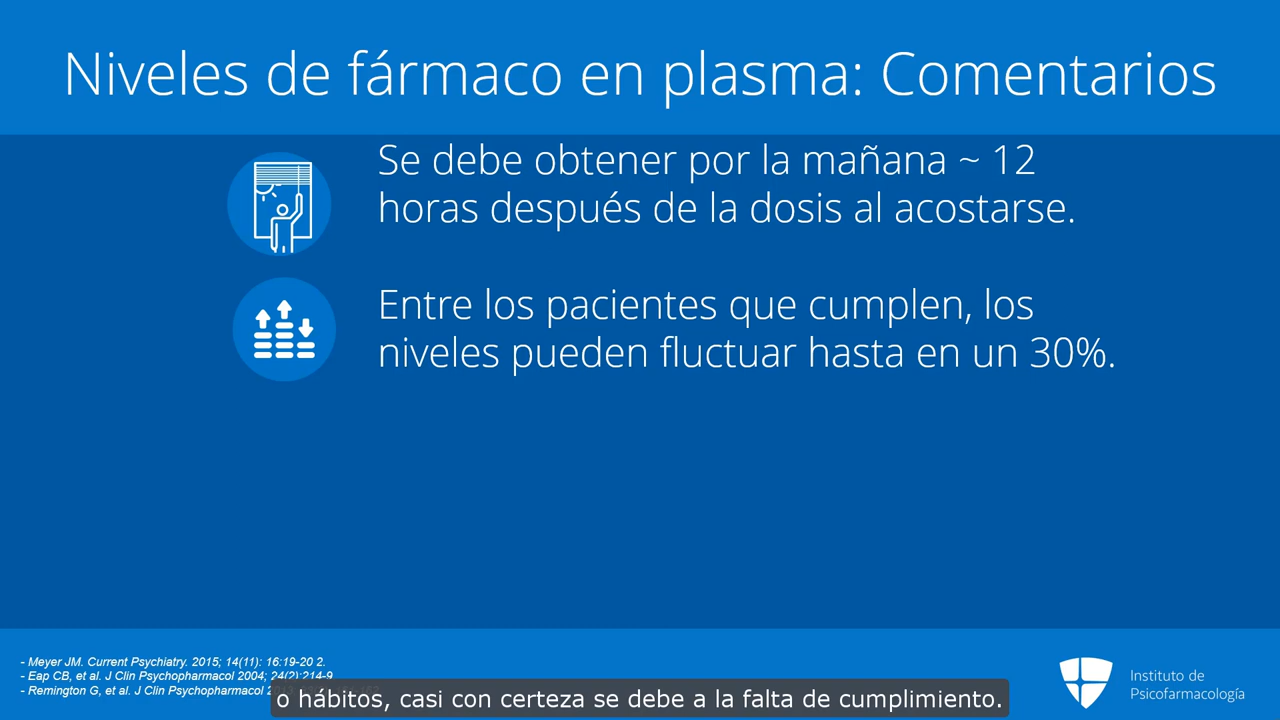 Niveles de fármaco en plasma: Comentarios
Se debe obtener por la mañana ~ 12
horas después de la dosis al acostarse.
Entre los pacientes que cumplen, los
niveles pueden fluctuar hasta en un 30%.
- Meyer JM. Current Psychiatry. 2015; 14(11): 16:19-20 2.
- Eap CB, et al. J Clin Psychopharmacol 2004; 24(2):214-9
- Remington G, et al. J Clin Psychopharmacol
o hábitos, casi con certeza se debe a la falta de cumplimiento.
Instituto de
Psicofarmacología